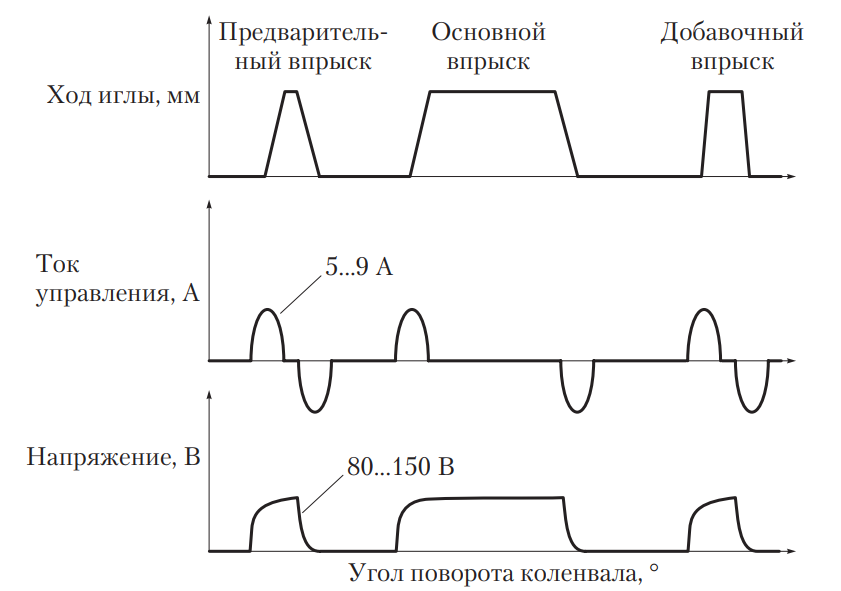 Предваритель-
ный впрыск
Основной
впрыск
Добавочный
впрыск
Ход иглы, мм
Ток
управления, А
5...9 А
Напряжение, В
80...150 В
Угол поворота коленвала, °